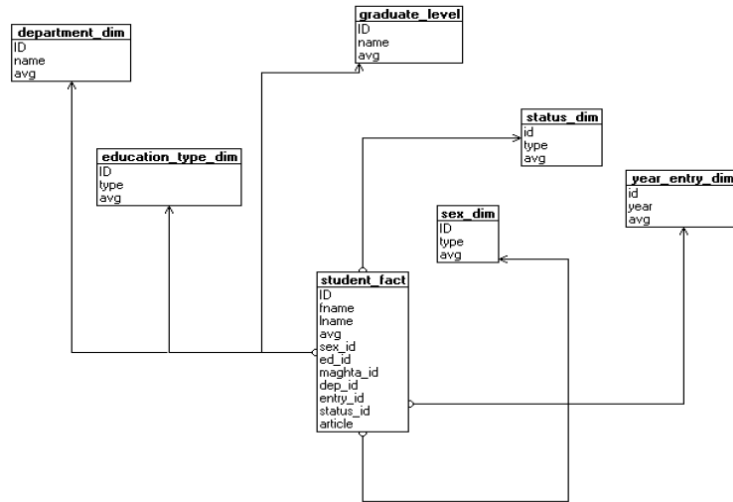 department_dim
ID
name
avg
graduate_level
ID
name
avg
status_dim
id
type
avg
education_type_dim
ID
type
avg
year_entry_dim
id
year
avg
sex_dim
ID
type
avg
student_fact
ID
fname
lname
avg
sex_id
ed_id
maghta_id
dep_id
entry_id
status_id
article